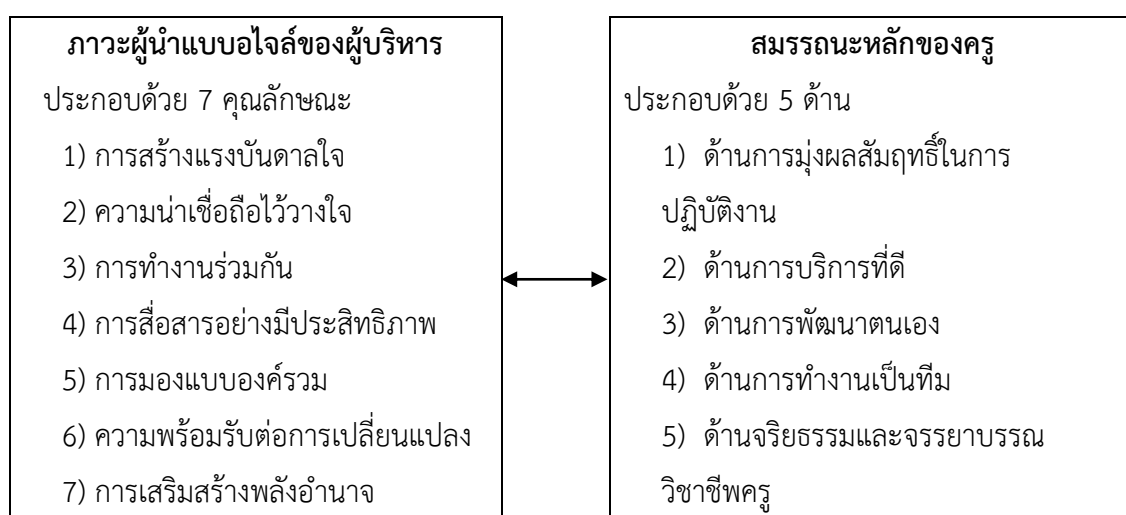 ภาวะผู้นำแบบอไจล์ของผู้บริหาร
ประกอบด้วย 7 คุณลักษณะ
1) การสร้างแรงบันดาลใจ
2) ความน่าเชื่อถือไว้วางใจ
3) การทำงานร่วมกัน
4) การสื่อสารอย่างมีประสิทธิภาพ
5) การมองแบบองค์รวม
6) ความพร้อมรับต่อการเปลี่ยนแปลง
7) การเสริมสร้างพลังอำนาจ
สมรรถนะหลักของครู
ประกอบด้วย 5 ด้าน
1) ด้านการมุ่งผลสัมฤทธิ์ในการ
ปฏิบัติงาน
2) ด้านการบริการที่ดี
3) ด้านการพัฒนาตนเอง
4) ด้านการทำงานเป็นทีม
5) ด้านจริยธรรมและจรรยาบรรณ
วิชาชีพครู